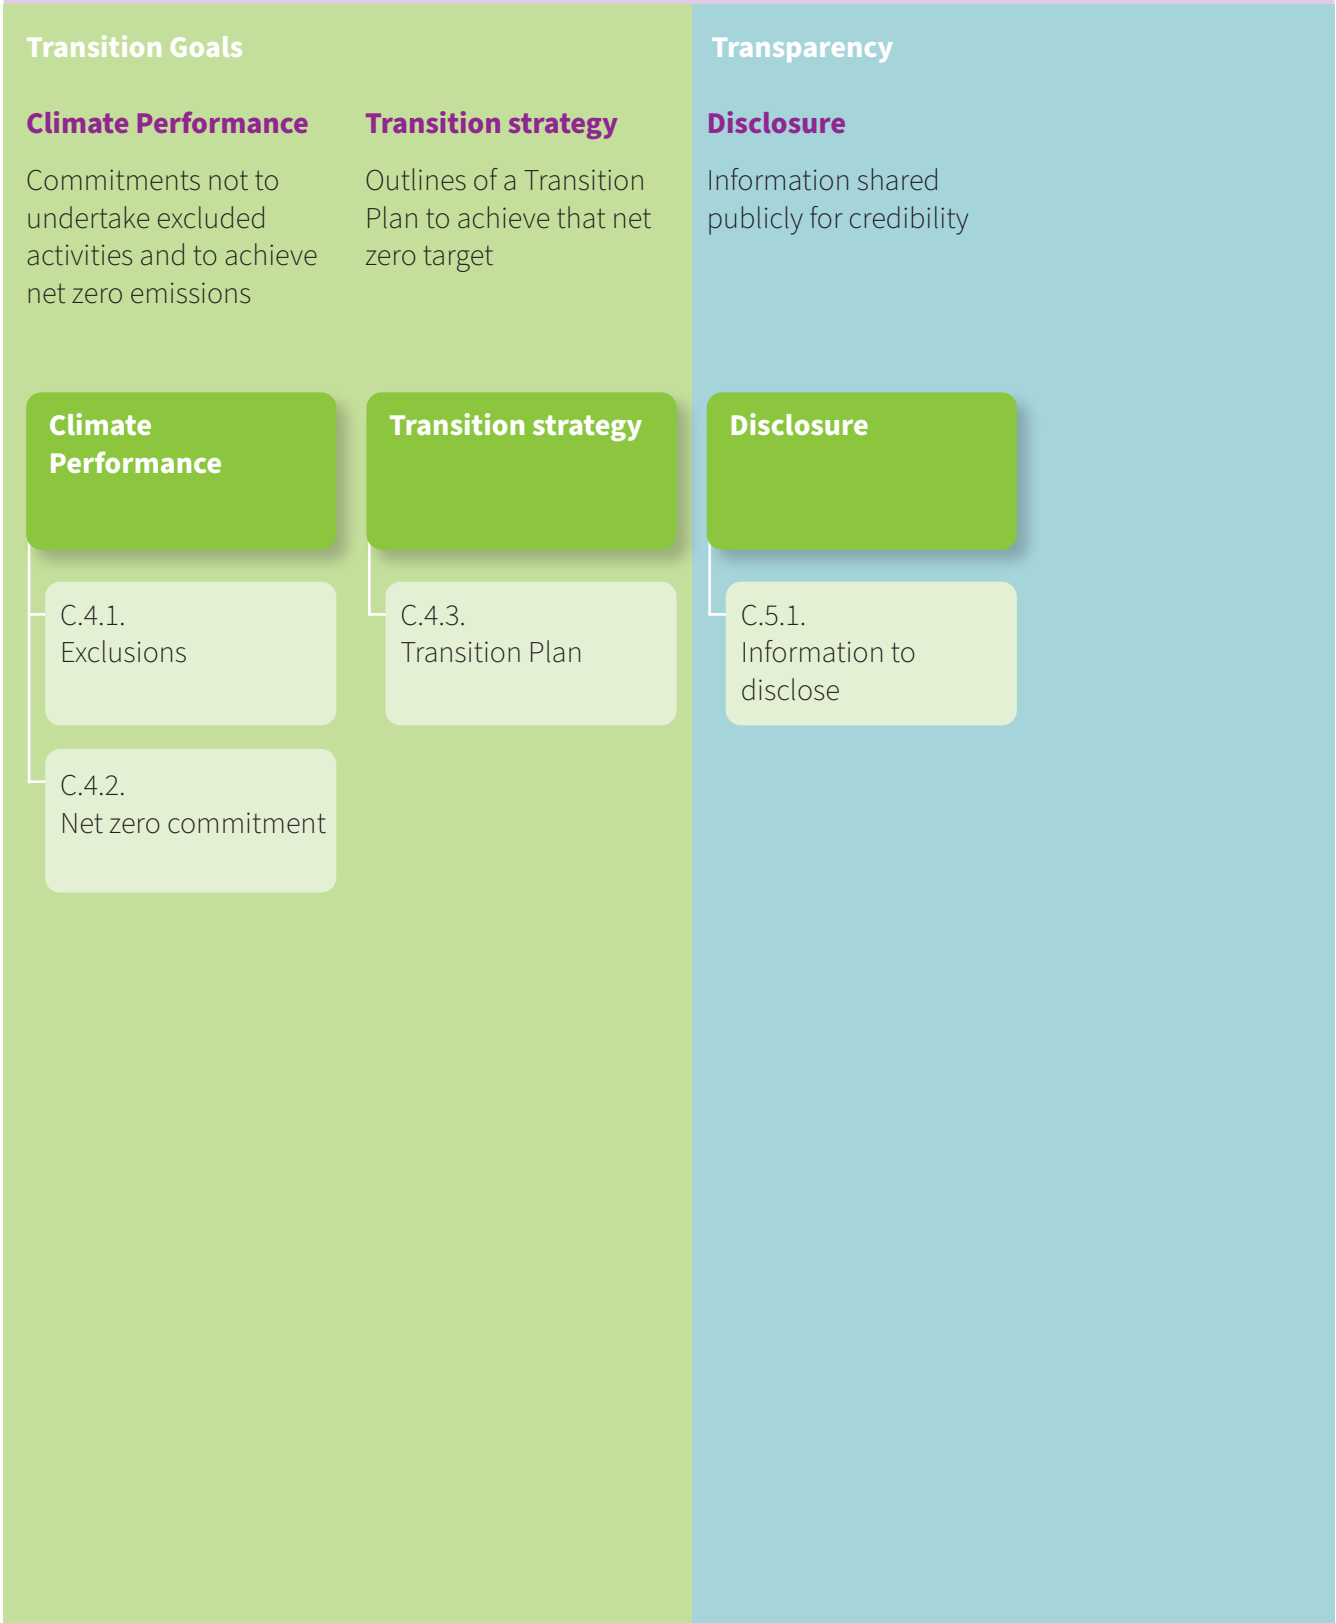 Transition Goals
Climate Performance
Commitments not to
undertake excluded
activities and to achieve
net zero emissions
Transition strategy
Outlines of a Transition
Plan to achieve that net
zero target
Climate
Performance
C.4.1.
Exclusions
C.4.2.
Net zero commitment
Transition strategy
C.4.3.
Transition Plan
Transparency
Disclosure
Information shared
publicly for credibility
Disclosure
C.5.1.
Information to
disclose